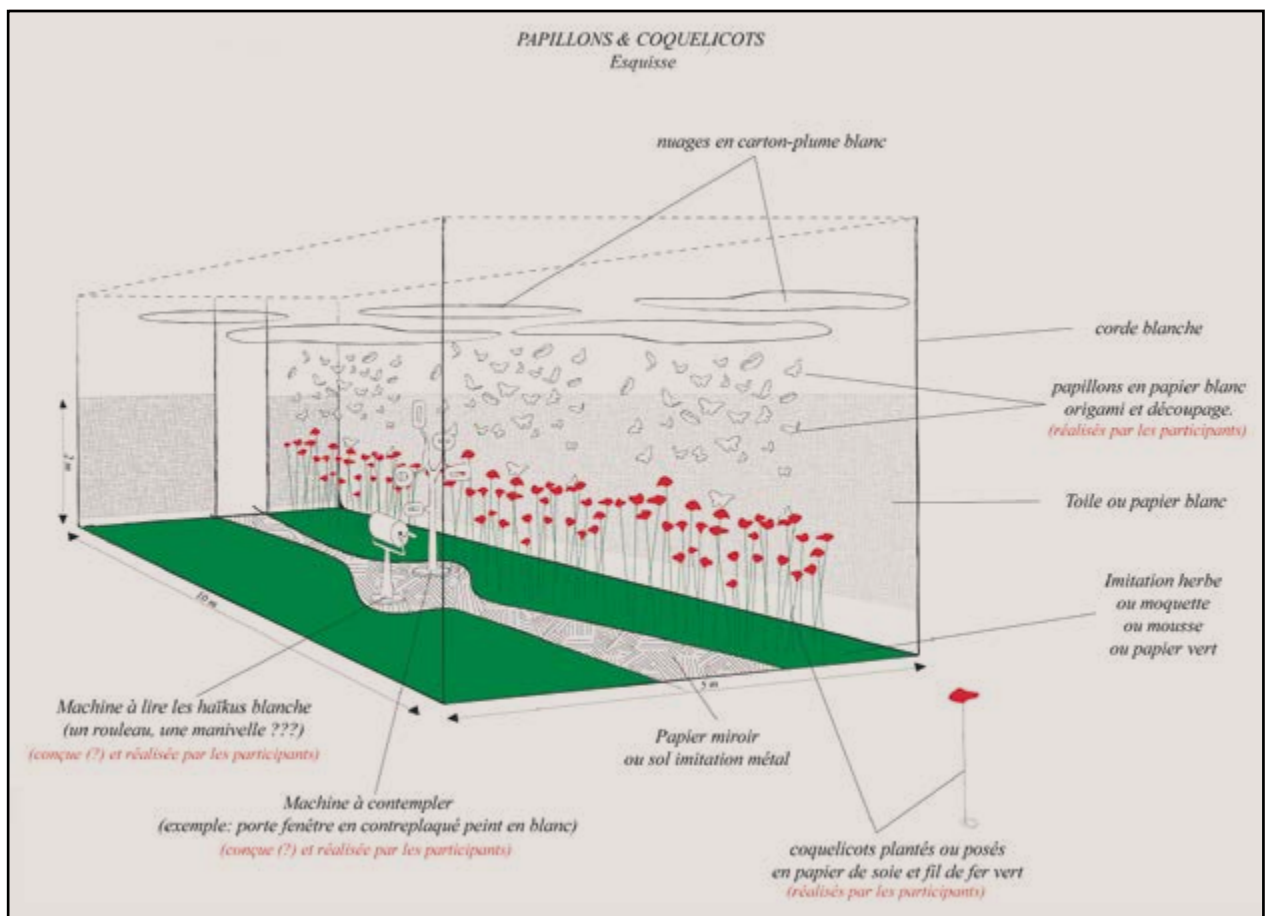 PAPILLONS & COQUELICOTS
Esquisse
nuages en carton-plume blanc
corde blanche
papillons en papier blanc
origami et découpage.
(réalisés par les participants)
Toile ou papier blanc
2 m
Imitation herbe
ou moquette
ou mousse
ou papier vert
10 m
5 m
Machine à lire les haïkus blanche
(un rouleau, une manivelle ???)
(conçue (?) et réalisée par les participants)
Papier miroir
ou sol imitation métal
Machine à contempler
(exemple: porte fenêtre en contreplaqué peint en blanc)
(conçue (?) et réalisée par les participants)
coquelicots plantés ou posés
en papier de soie et fil de fer vert
(réalisés par les participants)